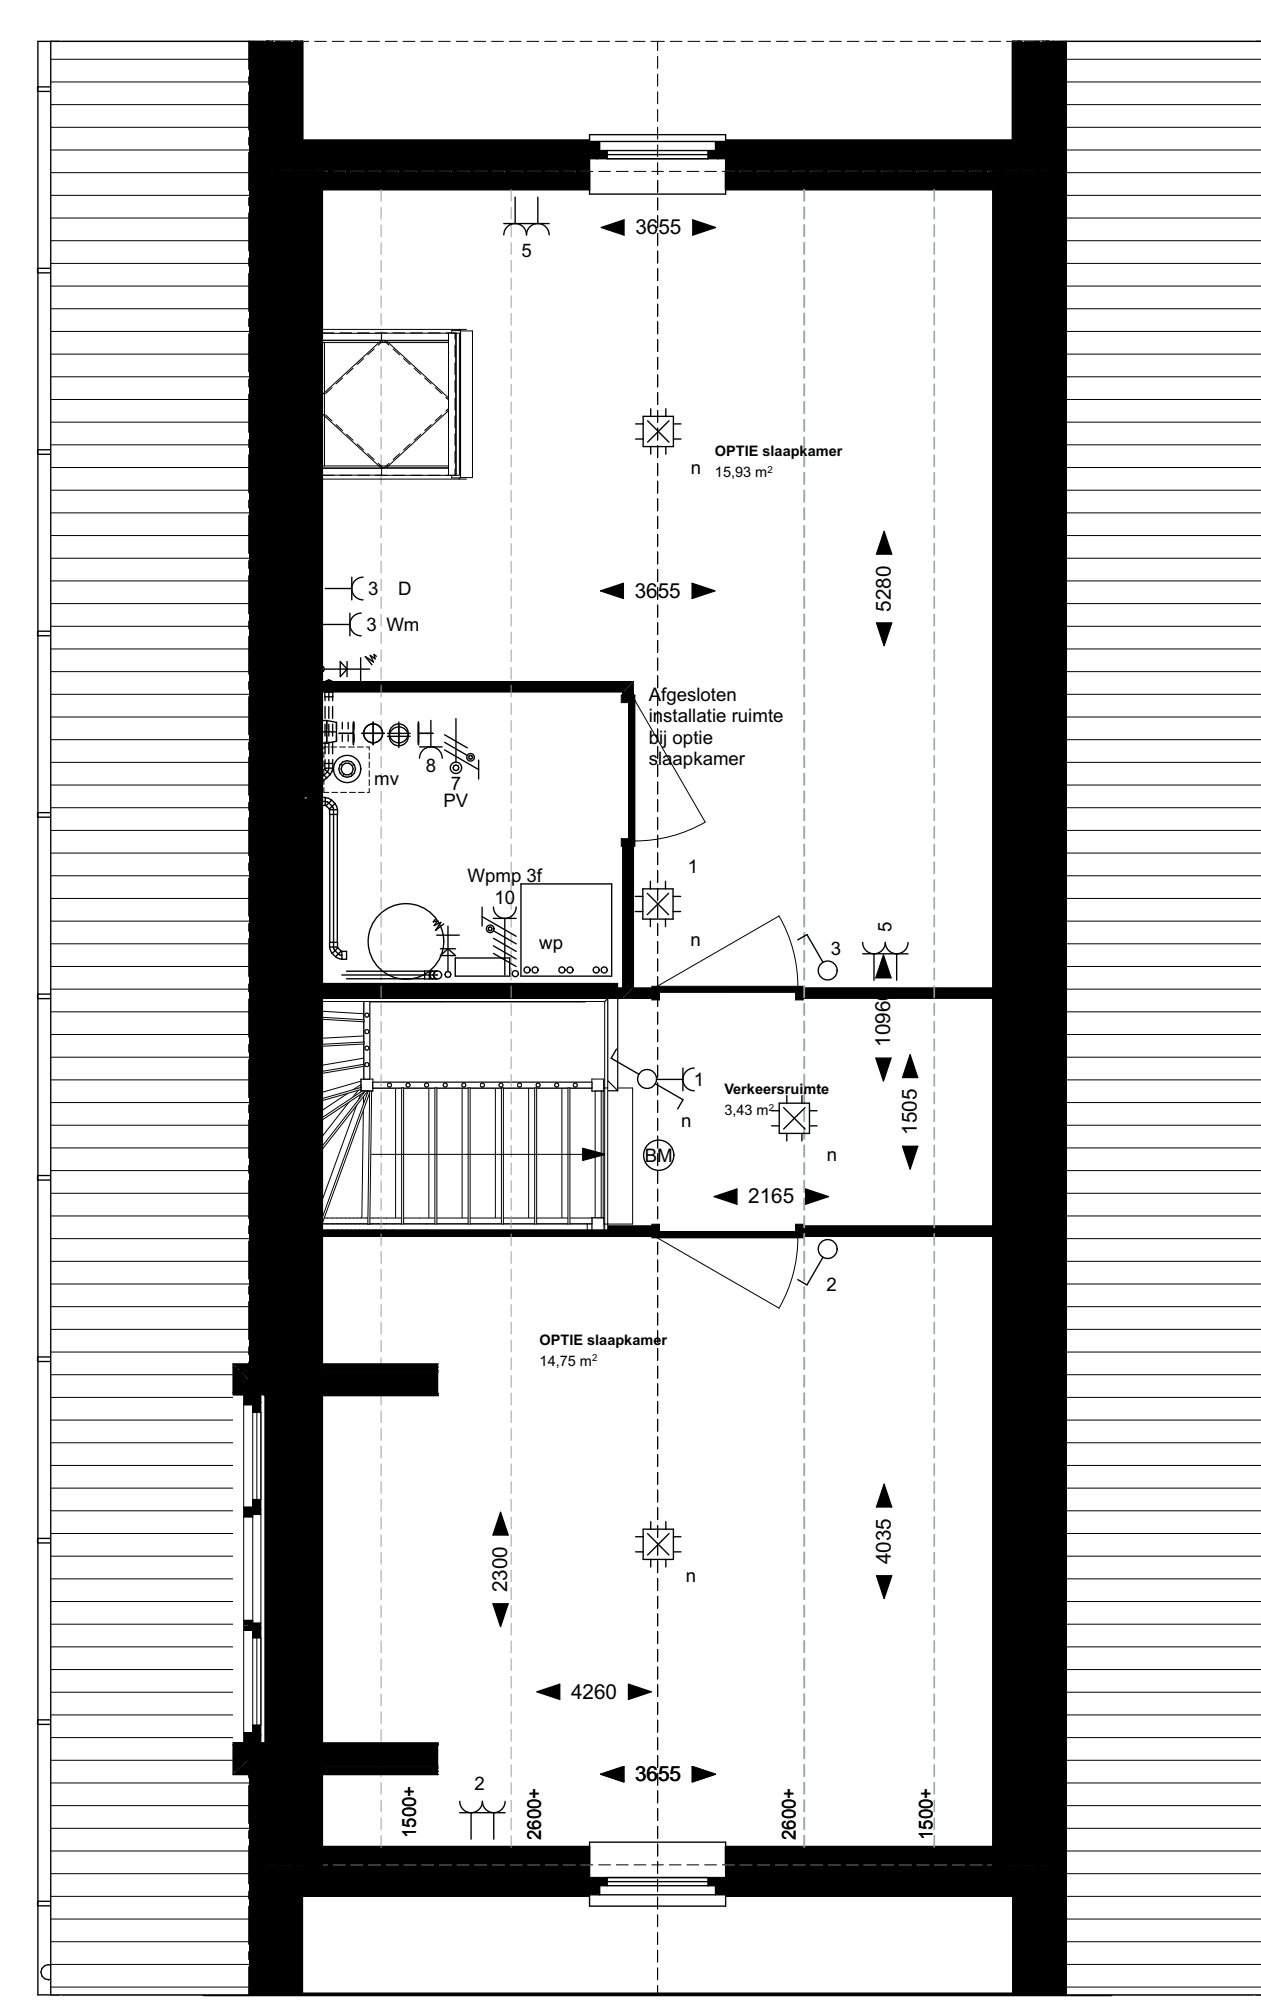 3655
5
OPTIE slaapkamer
n
15,93 m²
5280
3 D
3655
3 Wm
Afgesloten
installatie ruimte
bij optie
slaapkamer
8
mv
7
PV
1
Wpmp 3f
10
n
wp
3
5
10960
1
Verkeersruimte
3,43 m²
1505
n
BM
n
2165
2
OPTIE slaapkamer
14,75 m²
2300
4035
n
4260
3655
2
1500+
2600+
2600+
1500+